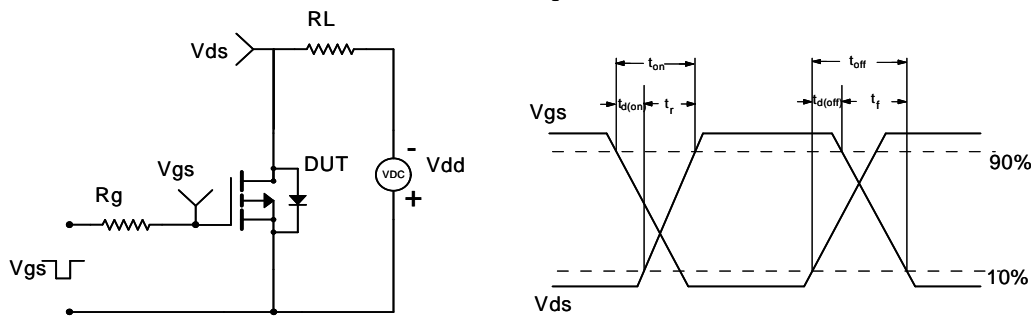 RL
Vds
Vgs
DUT
VDC
Vdd
-
+
Rg
Vgs
ton
toff
td(on)
tr
td(off)
tf
Vgs
90%
10%
Vds